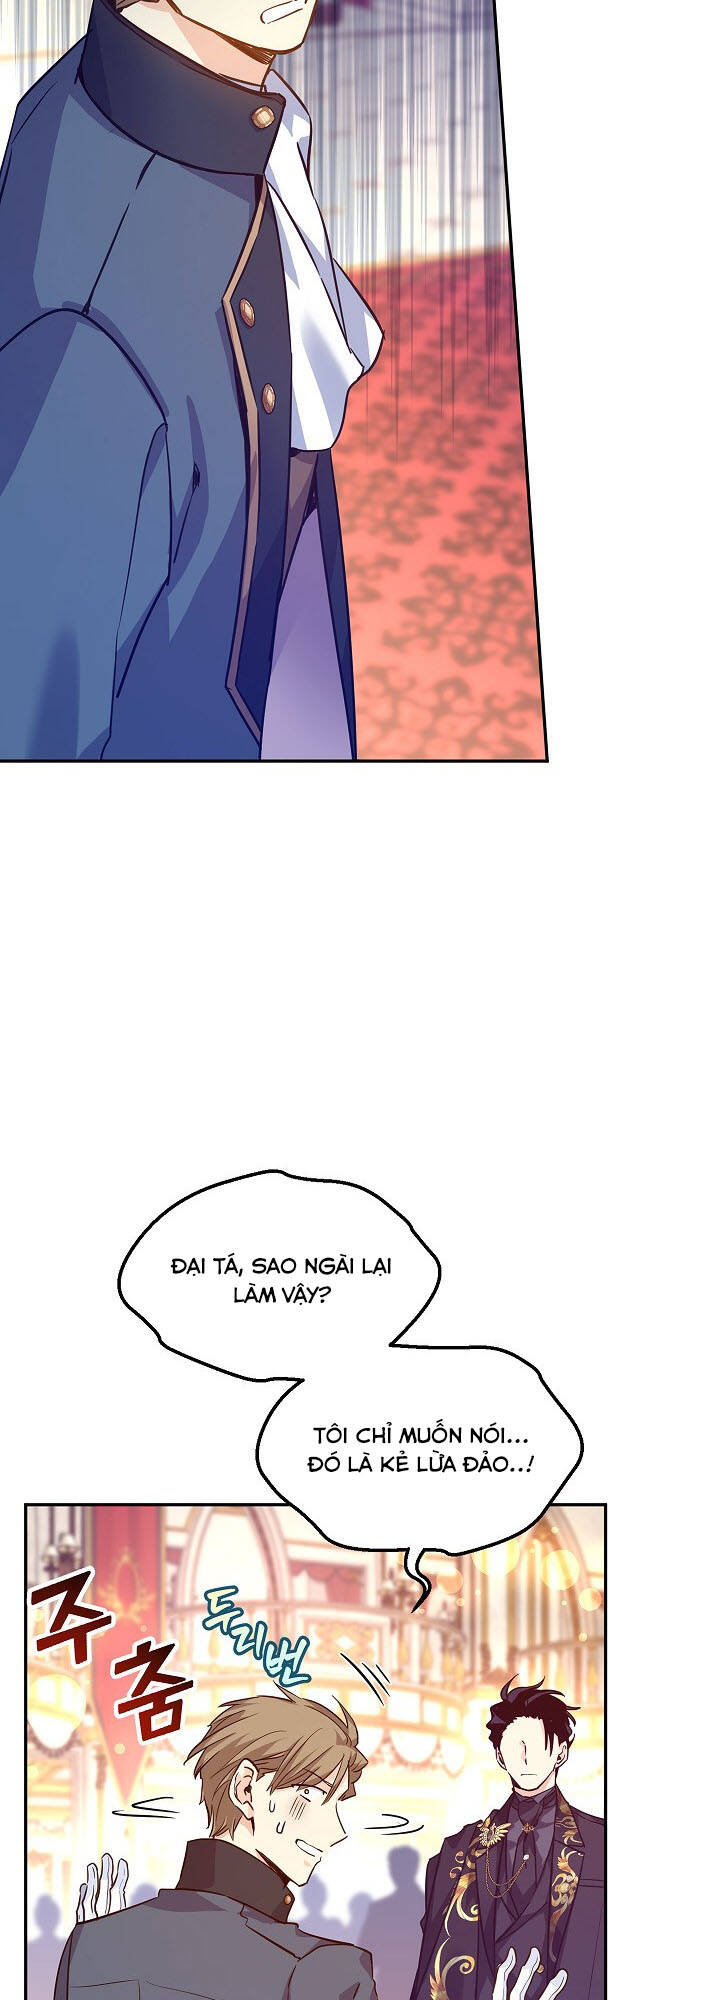 ĐẠI TÁ, SAO NGÀI LẠI
LÀM VẬY?
TÔI CHỈ MUỐN NÓI...
ĐÓ LÀ KẺ LỪA ĐẢO..!
주춤
두리번